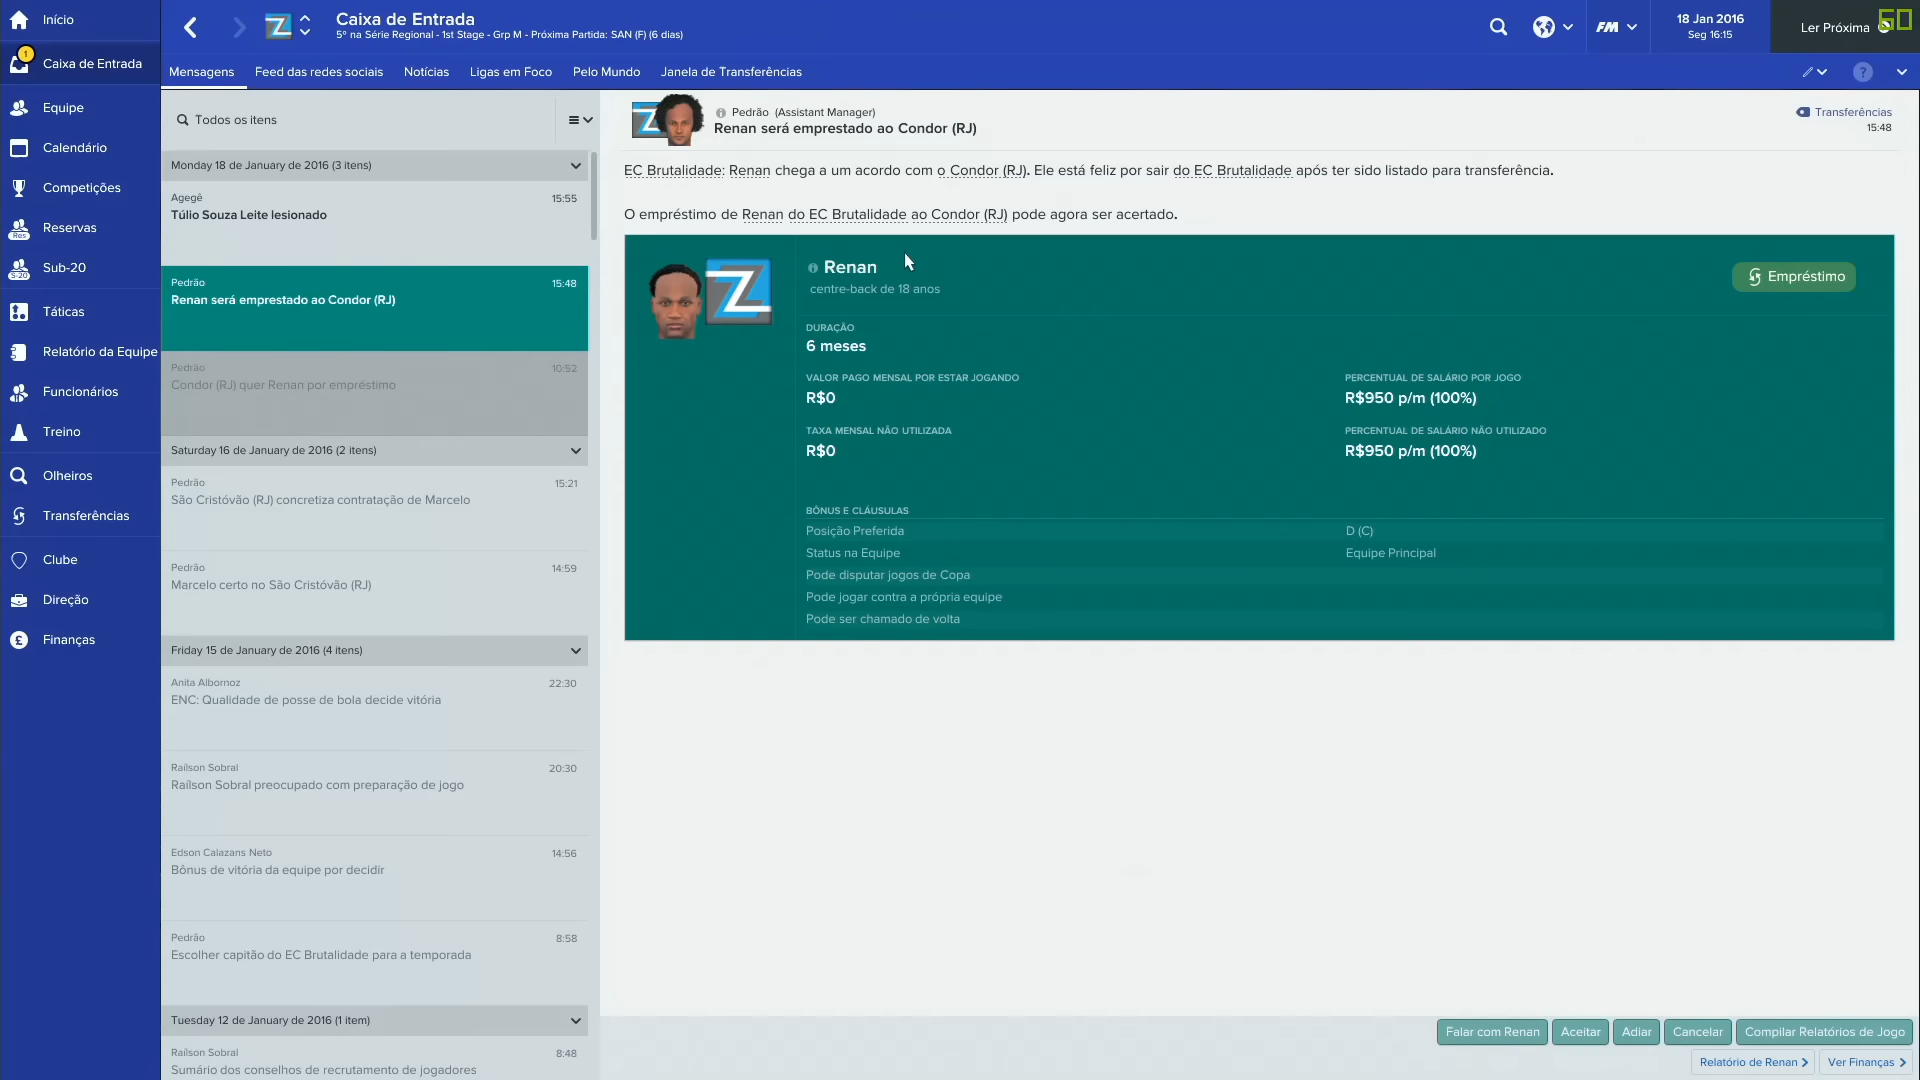 Início
Caixa de Entrada
1
Equipe
Calendário
Competições
Reservas
Res
Sub-20
S-20
Táticas
Relatório da Equipe
Funcionários
Treino
Olheiros
Transferências
Clube
Direção
Finanças
Z
Caixa de Entrada
5º na Série Regional - 1st Stage - Grp M - Próxima Partida: SAN (F) (6 dias)
FM
18 Jan 2016
Seg 16:15
Ler Próxima
60
Mensagens
Feed das redes sociais
Notícias
Ligas em Foco
Pelo Mundo
Janela de Transferências
?
Todos os itens
Monday 18 de January de 2016 (3 itens)
Agegê
15:55
Túlio Souza Leite lesionado
Pedrão
15:48
Renan será emprestado ao Condor (RJ)
Pedrão
10:52
Condor (RJ) quer Renan por empréstimo
Saturday 16 de January de 2016 (2 itens)
Pedrão
15:21
São Cristóvão (RJ) concretiza contratação de Marcelo
Pedrão
14:59
Marcelo certo no São Cristóvão (RJ)
Friday 15 de January de 2016 (4 itens)
Anita Albornoz
22:30
ENC: Qualidade de posse de bola decide vitória
Raílson Sobral
20:30
Raílson Sobral preocupado com preparação de jogo
Edson Calazans Neto
14:56
Bônus de vitória da equipe por decidir
Pedrão
8:58
Escolher capitão do EC Brutalidade para a temporada
Tuesday 12 de January de 2016 (1 item)
Raílson Sobral
8:48
Sumário dos conselhos de recrutamento de jogadores
Pedrão (Assistant Manager)
Renan será emprestado ao Condor (RJ)
Transferências
15:48
EC Brutalidade: Renan chega a um acordo com o Condor (RJ). Ele está feliz por sair do EC Brutalidade após ter sido listado para transferência.
O empréstimo de Renan do EC Brutalidade ao Condor (RJ) pode agora ser acertado.
Z
Renan
centre-back de 18 anos
Empréstimo
DURAÇÃO
6 meses
VALOR PAGO MENSAL POR ESTAR JOGANDO
R$0
PERCENTUAL DE SALÁRIO POR JOGO
R$950 p/m (100%)
TAXA MENSAL NÃO UTILIZADA
R$0
PERCENTUAL DE SALÁRIO NÃO UTILIZADO
R$950 p/m (100%)
BÔNUS E CLÁUSULAS
Posição Preferida
D (C)
Status na Equipe
Equipe Principal
Pode disputar jogos de Copa
Pode jogar contra a própria equipe
Pode ser chamado de volta
Falar com Renan
Aceitar
Adiar
Cancelar
Compilar Relatórios de Jogo
Relatório de Renan
Ver Finanças